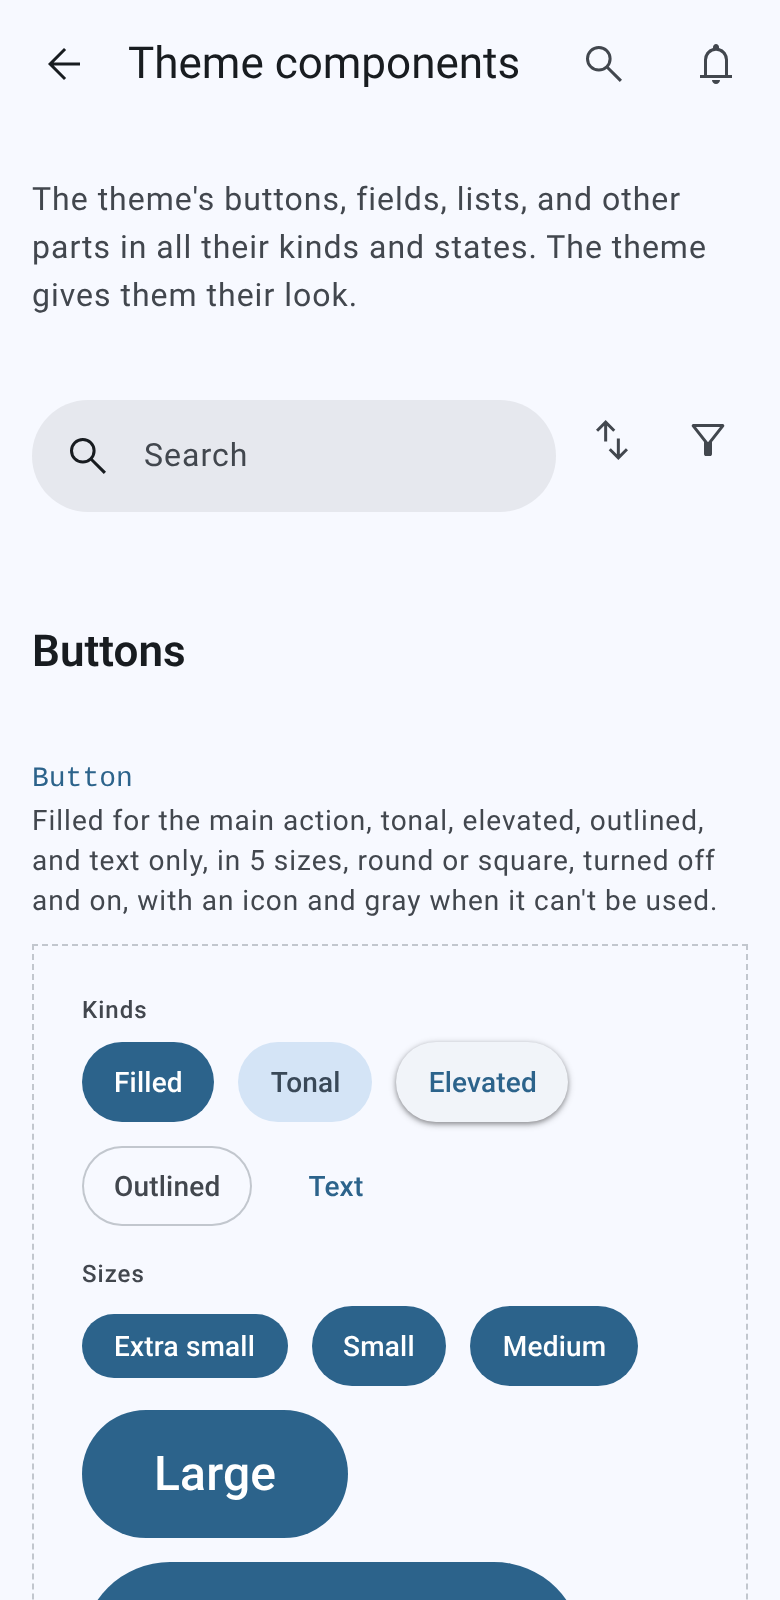 Theme components
The theme's buttons, fields, lists, and other
parts in all their kinds and states. The theme
gives them their look.
Search
Buttons
Button
Filled for the main action, tonal, elevated, outlined,
and text only, in 5 sizes, round or square, turned off
and on, with an icon and gray when it can't be used.
Kinds
Filled Tonal Elevated
Outlined Text
Sizes
Extra small Small Medium
Large